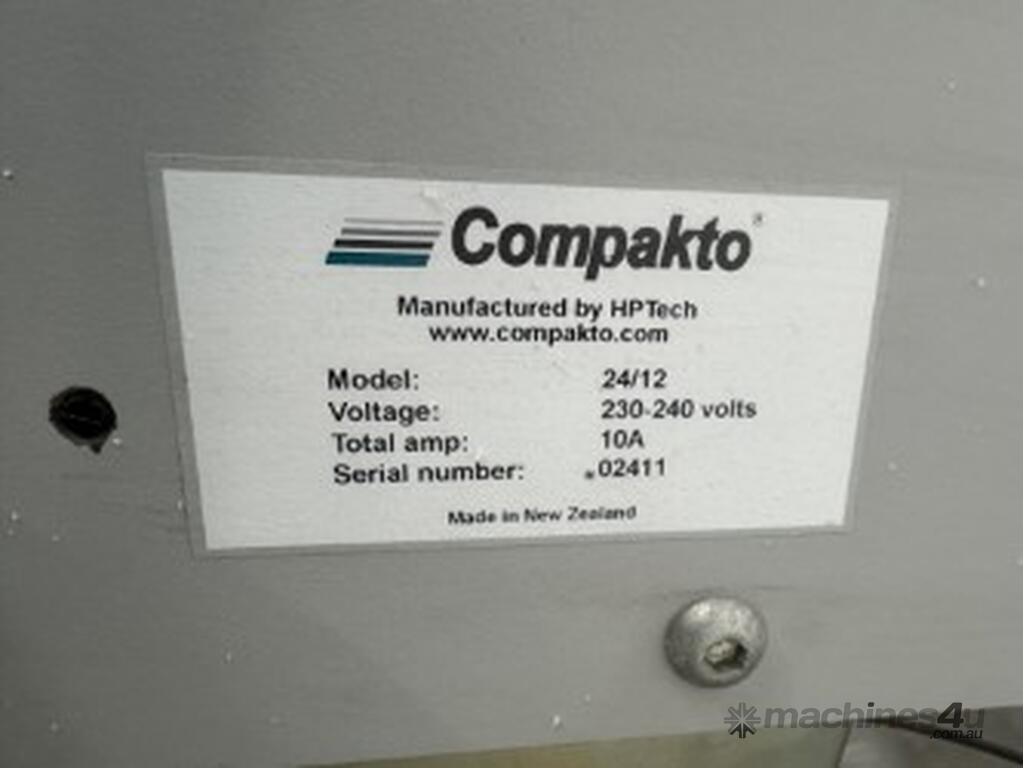 Compakto®
Manufactured by HPTech
www.compakto.com
Model: 24/12
Voltage: 230-240 volts
Total amp: 10A
Serial number: .02411
Made in New Zealand
machines4u
.com.au